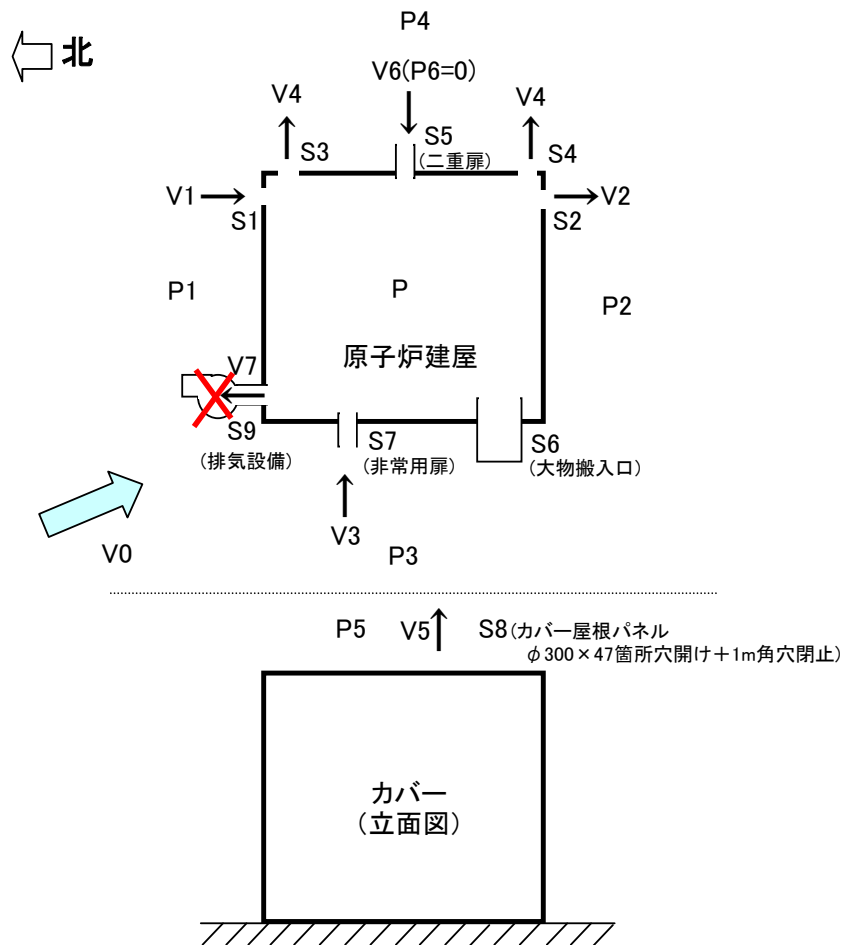 P4
北
V6(P6=0)
V4
V4
S3
S5
(二重扉)
S4
V1
V2
S1
S2
P1
P
P2
原子炉建屋
V7
S9
(排気設備)
S7
(非常用扉)
S6
(大物搬入口)
V0
V3
P3
P5
V5
S8(カバー屋根パネル
φ300×47箇所穴開け+1m角穴閉止)
カバー
(立面図)